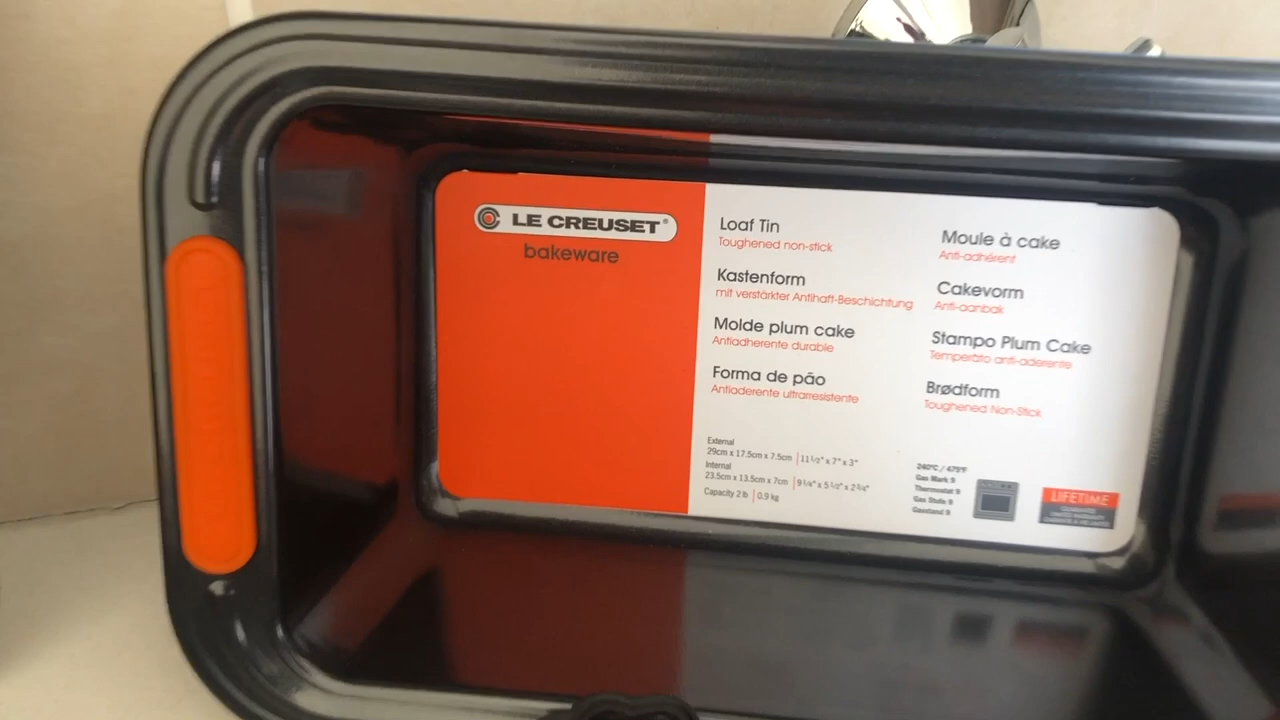 LE CREUSET®
bakeware
Loaf Tin
Toughened non-stick
Kastenform
mit verstärkter Antihaft-Beschichtung
Molde plum cake
Antiadherente durable
Forma de pão
Antiaderente ultrarresistente
Moule à cake
Anti-adhérent
Cakevorm
Anti-aanbak
Stampo Plum Cake
Temperato anti-aderente
Brødform
Toughened Non-Stick
External
29cm x 17.5cm x 7.5cm | 11 1/2" x 7" x 3"
Internal
23.5cm x 13.5cm x 7cm | 9 1/4" x 5 1/2" x 2 3/4"
Capacity 2 lb | 0.9 kg
240°C / 475°F
Gas Mark 9
Thermostat 9
Gas Stufe 9
Gasstand 9
LIFETIME